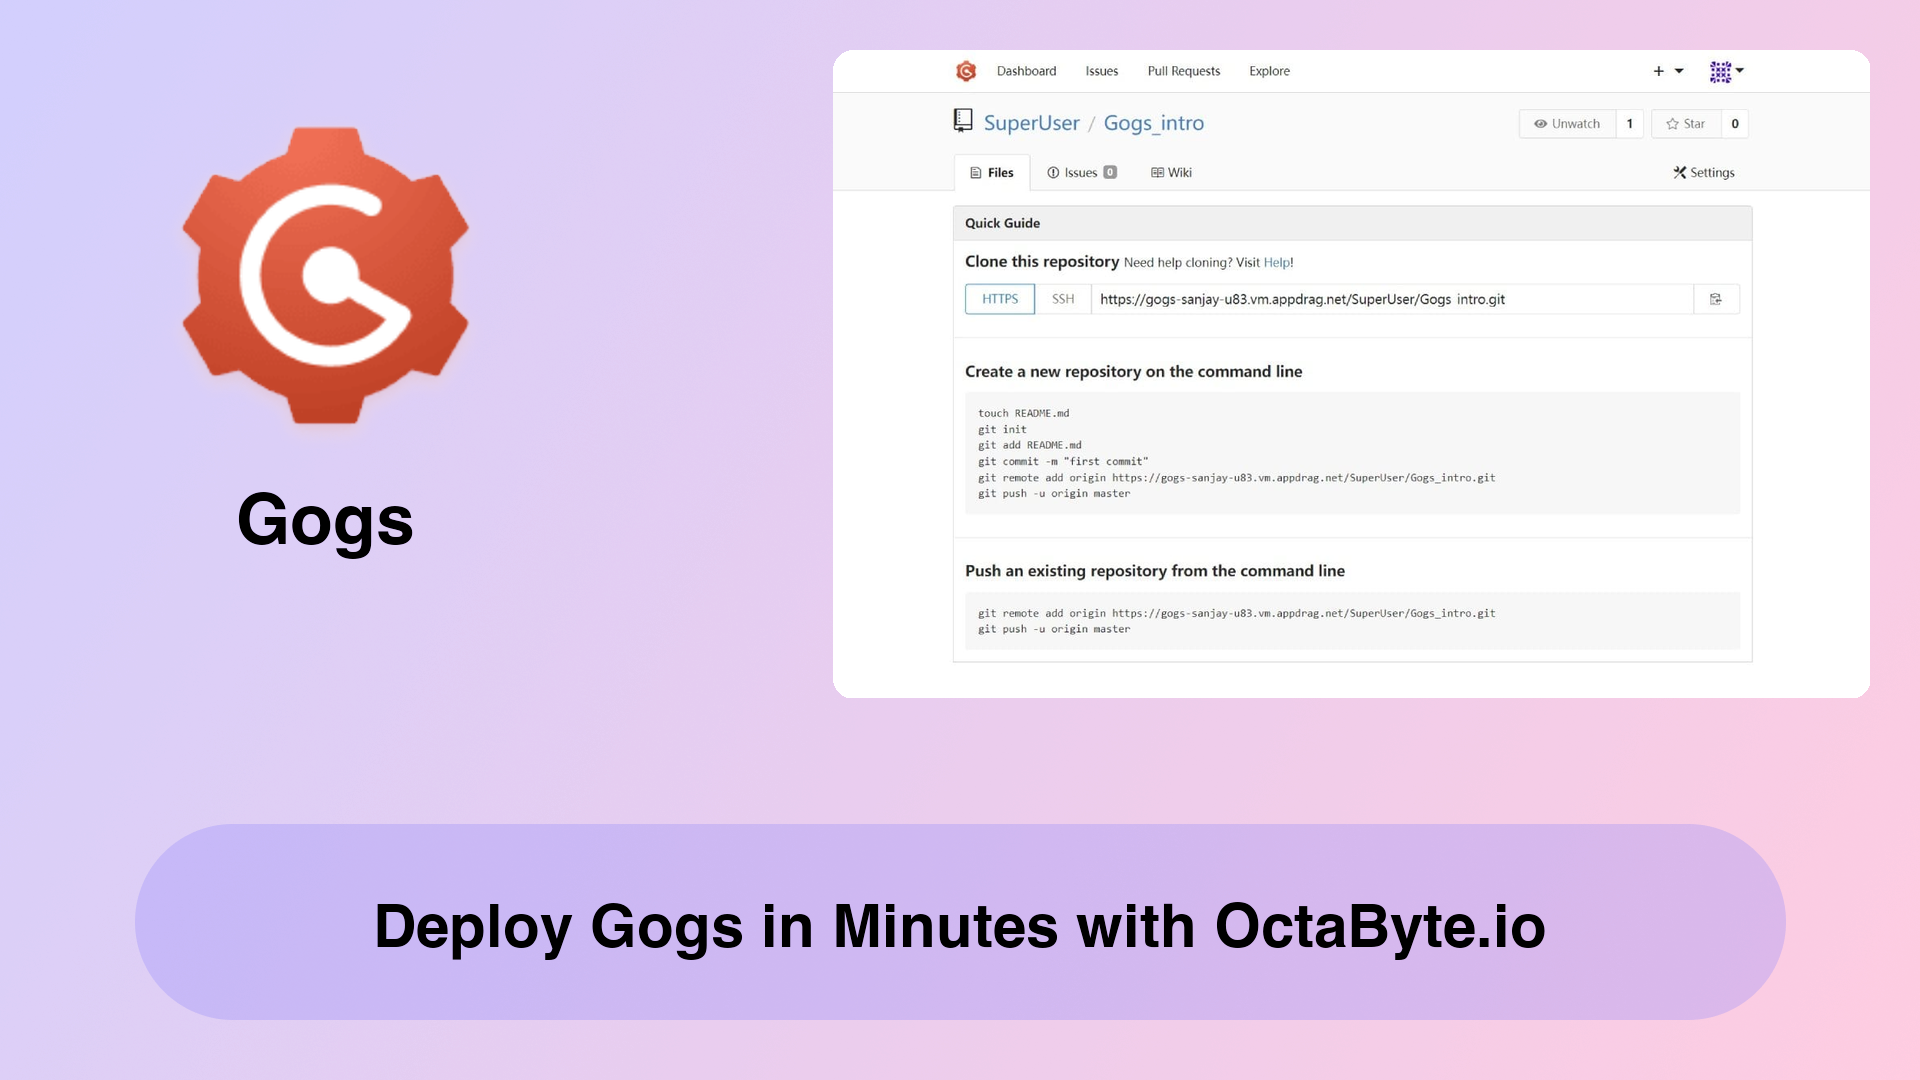 Gogs
Dashboard Issues Pull Requests Explore
SuperUser / Gogs_intro
Unwatch 1 Star 0
Files Issues 0 Wiki Settings
Quick Guide
Clone this repository Need help cloning? Visit Help!
HTTPS SSH https://gogs-sanjay-u83.vm.appdrag.net/SuperUser/Gogs_intro.git
Create a new repository on the command line
touch README.md
git init
git add README.md
git commit -m "first commit"
git remote add origin https://gogs-sanjay-u83.vm.appdrag.net/SuperUser/Gogs_intro.git
git push -u origin master
Push an existing repository from the command line
git remote add origin https://gogs-sanjay-u83.vm.appdrag.net/SuperUser/Gogs_intro.git
git push -u origin master
Deploy Gogs in Minutes with OctaByte.io